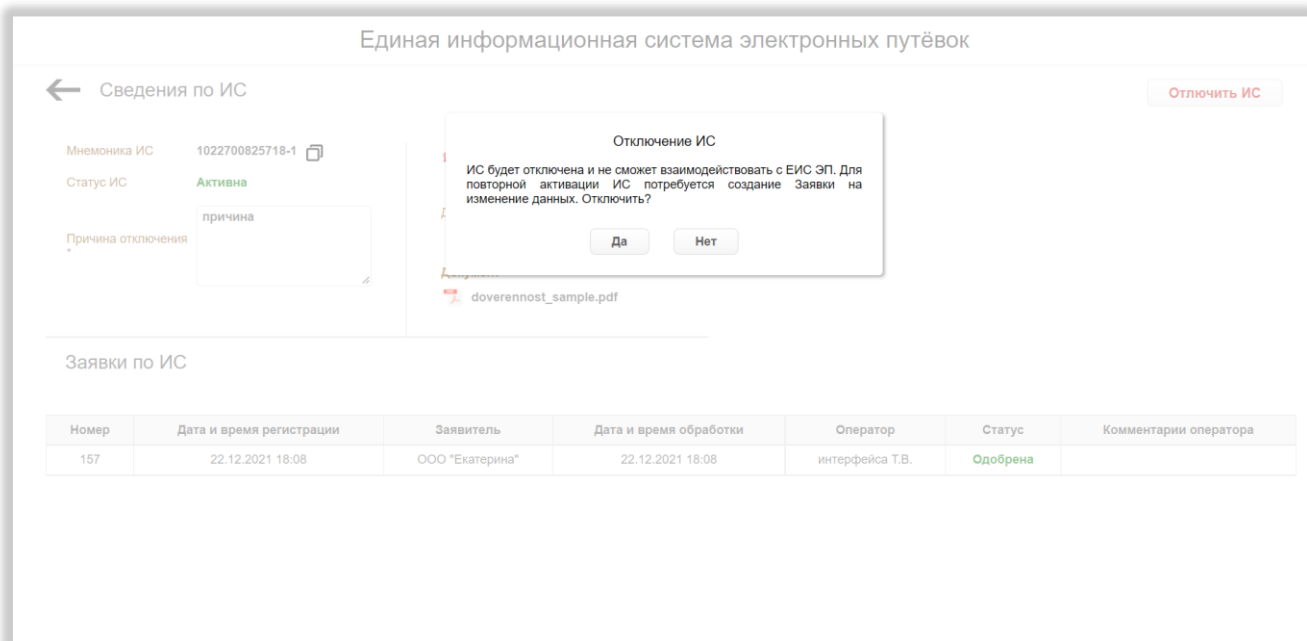 Единая информационная система электронных путёвок
Сведения по ИС
Отлючить ИС
Мнемоника ИС 1022700825718-1
Статус ИС Активна
Причина отключения
*
причина
Отключение ИС
ИС будет отключена и не сможет взаимодействовать с ЕИС ЭП. Для
повторной активации ИС потребуется создание Заявки на
изменение данных. Отключить?
Да Нет
doverennost_sample.pdf
Заявки по ИС
Номер Дата и время регистрации Заявитель Дата и время обработки Оператор Статус Комментарии оператора
157 22.12.2021 18:08 ООО "Екатерина" 22.12.2021 18:08 интерфейса Т.В. Одобрена